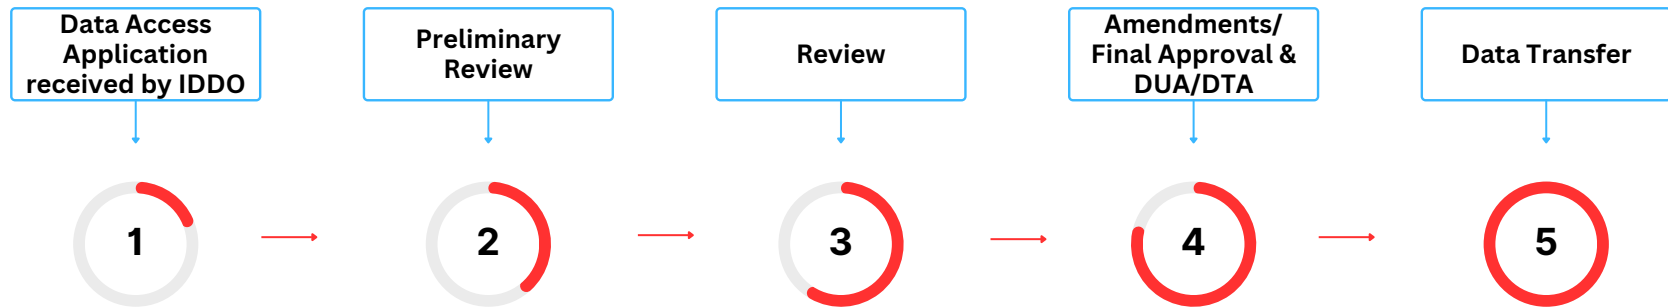 Data Access
Application
received by IDDO
Preliminary
Review
Review
Amendments/
Final Approval &
DUA/DTA
Data Transfer
1
2
3
4
5